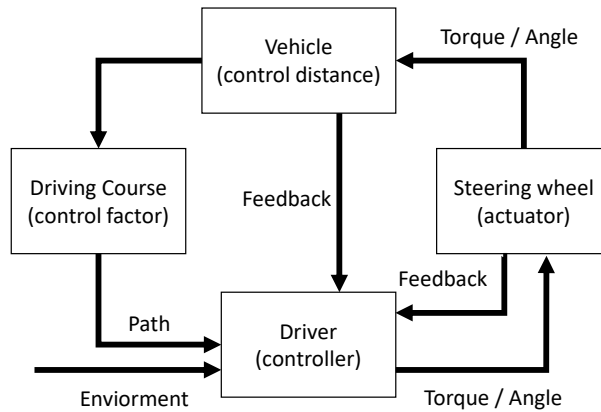 Vehicle
(control distance)
Torque / Angle
Driving Course
(control factor)
Feedback
Steering wheel
(actuator)
Feedback
Path
Driver
(controller)
Enviorment
Torque / Angle